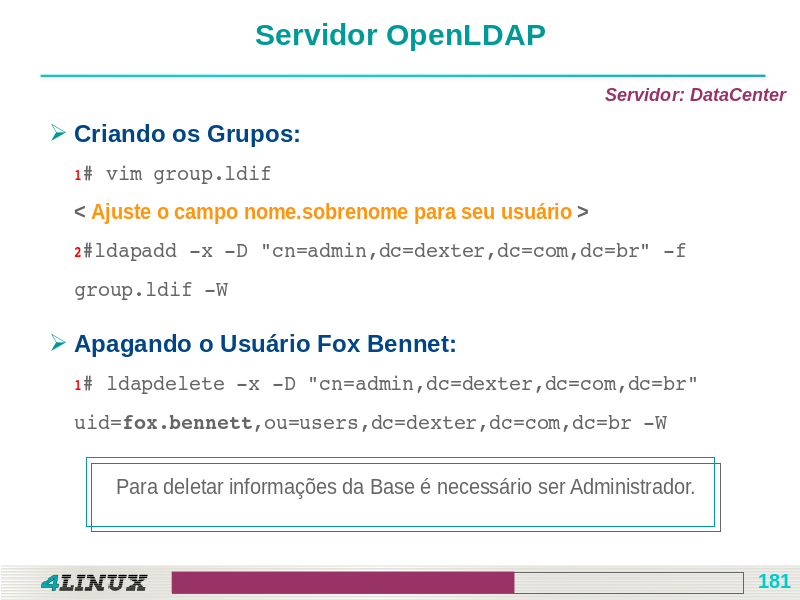 Servidor OpenLDAP
Servidor: DataCenter
Criando os Grupos:
1# vim group.ldif
< Ajuste o campo nome.sobrenome para seu usuário >
2#ldapadd -x -D "cn=admin,dc=dexter,dc=com,dc=br" -f
group.ldif -W
Apagando o Usuário Fox Bennet:
1# ldapdelete -x -D "cn=admin,dc=dexter,dc=com,dc=br"
uid=fox.bennett,ou=users,dc=dexter,dc=com,dc=br -W
Para deletar informações da Base é necessário ser Administrador.
4LINUX
181